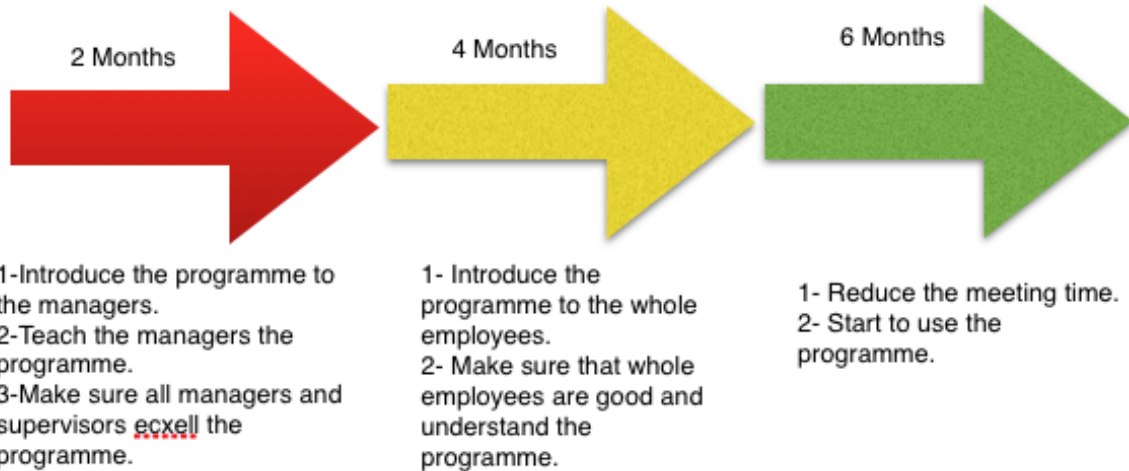 2 Months
4 Months
6 Months
1-Introduce the programme to
the managers.
2-Teach the managers the
programme.
3-Make sure all managers and
supervisors ecxell the
programme.
1- Introduce the
programme to the whole
employees.
2- Make sure that whole
employees are good and
understand the
programme.
1- Reduce the meeting time.
2- Start to use the
programme.